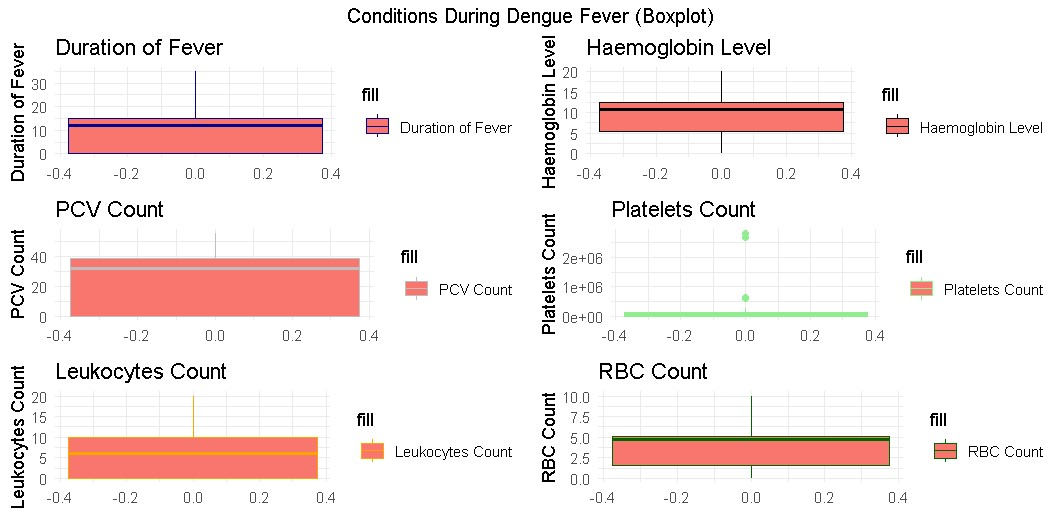 Conditions During Dengue Fever (Boxplot)
Duration of Fever
Duration of Fever
30
20
10
0
-0.4 -0.2 0.0 0.2 0.4
fill
Duration of Fever
Haemoglobin Level
Haemoglobin Level
20
15
10
5
0
-0.4 -0.2 0.0 0.2 0.4
fill
Haemoglobin Level
PCV Count
PCV Count
40
20
0
-0.4 -0.2 0.0 0.2 0.4
fill
PCV Count
Platelets Count
Platelets Count
2e+06
1e+06
0e+00
-0.4 -0.2 0.0 0.2 0.4
fill
Platelets Count
Leukocytes Count
Leukocytes Count
20
15
10
5
0
-0.4 -0.2 0.0 0.2 0.4
fill
Leukocytes Count
RBC Count
RBC Count
10.0
7.5
5.0
2.5
0.0
-0.4 -0.2 0.0 0.2 0.4
fill
RBC Count